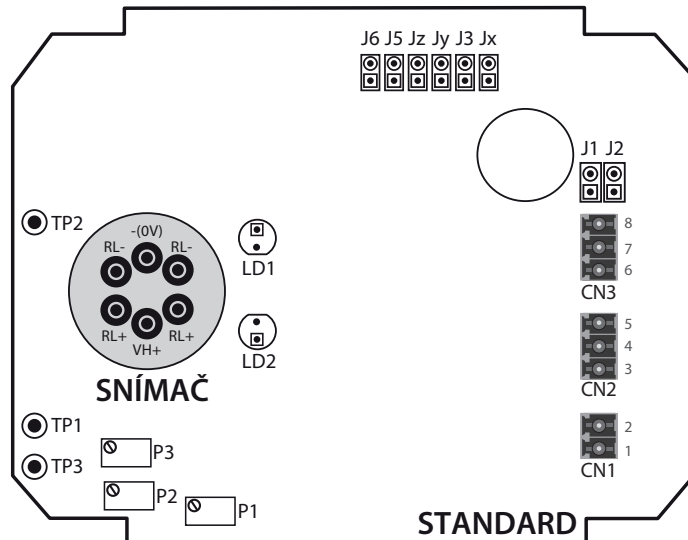 J6 J5 Jz Jy J3 Jx
J1 J2
TP2
-(0V)
RL- RL-
RL+ RL+
VH+
LD1
LD2
SNÍMAČ
8
7
6
CN3
5
4
3
CN2
2
1
CN1
TP1
TP3
P3
P2
P1
STANDARD